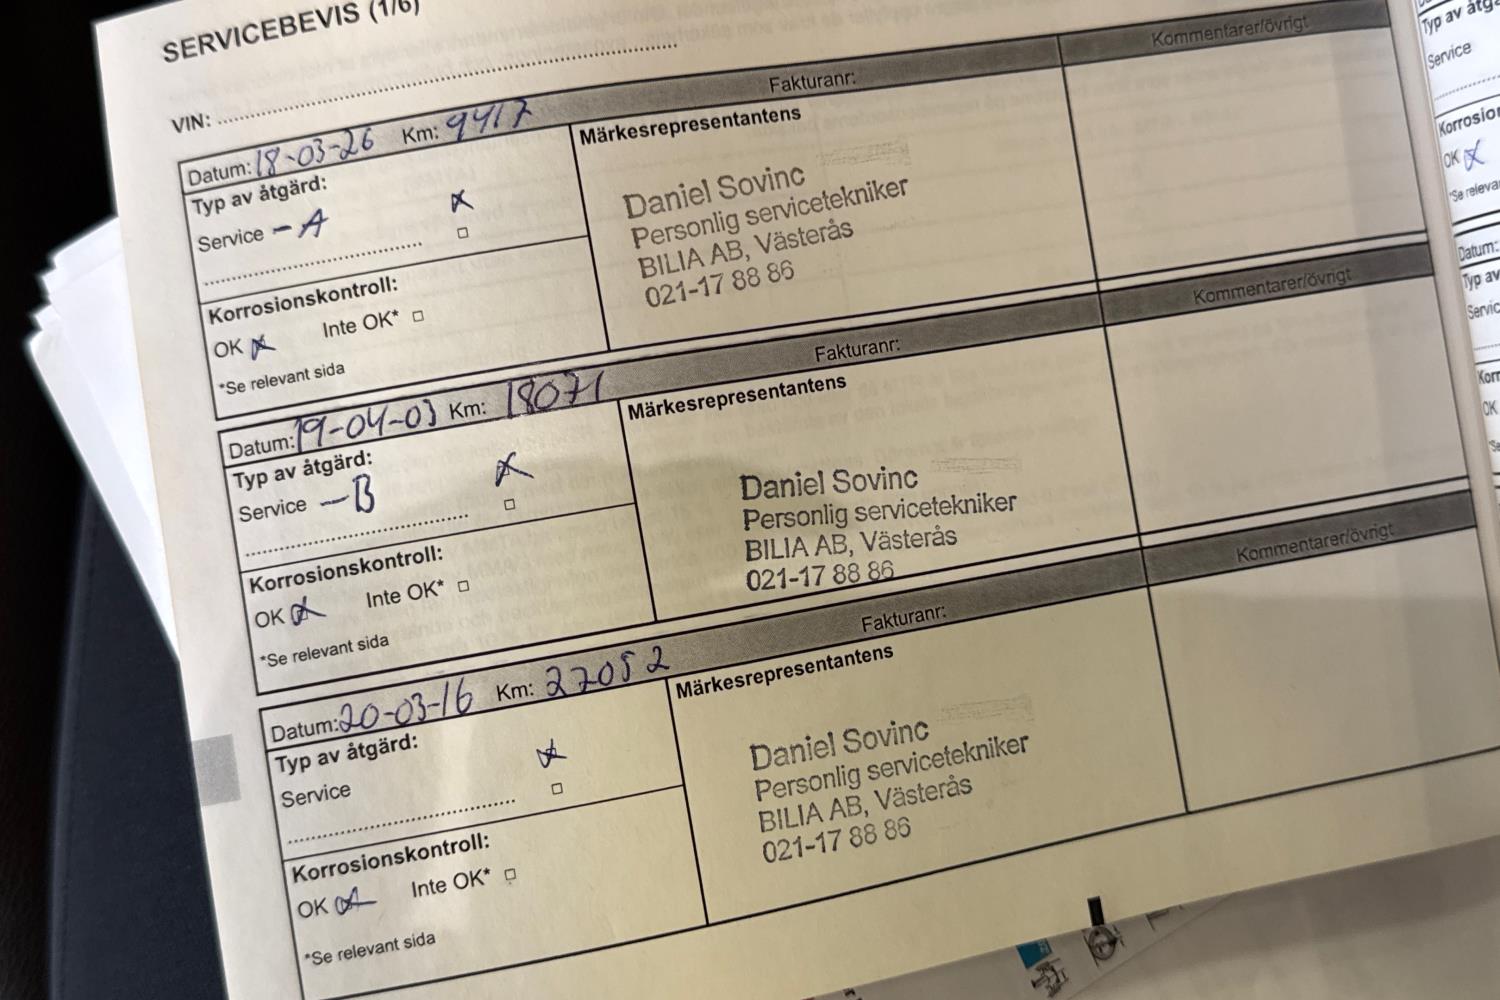 SERVICEBEVIS (1/6)
VIN:
Fakturanr: Kommentarer/övrigt
Datum: 18-03-26 Km: 9417
Märkesrepresentantens
Typ av åtgärd:
Service - A
Korrosionskontroll:
OK Inte OK*
*Se relevant sida
Daniel Sovinc
Personlig servicetekniker
BILIA AB, Västerås
021-17 88 86
Fakturanr: Kommentarer/övrigt
Datum: 19-04-03 Km: 18071
Märkesrepresentantens
Typ av åtgärd:
Service - B
Korrosionskontroll:
OK Inte OK*
*Se relevant sida
Daniel Sovinc
Personlig servicetekniker
BILIA AB, Västerås
021-17 88 86
Fakturanr: Kommentarer/övrigt
Datum: 20-03-16 Km: 27052
Märkesrepresentantens
Typ av åtgärd:
Service
Korrosionskontroll:
OK Inte OK*
*Se relevant sida
Daniel Sovinc
Personlig servicetekniker
BILIA AB, Västerås
021-17 88 86
Typ av åtg
Service
Korrosio
OK
*Se releva
Datum:
Typ av
Servic
Korr
OK
*Se